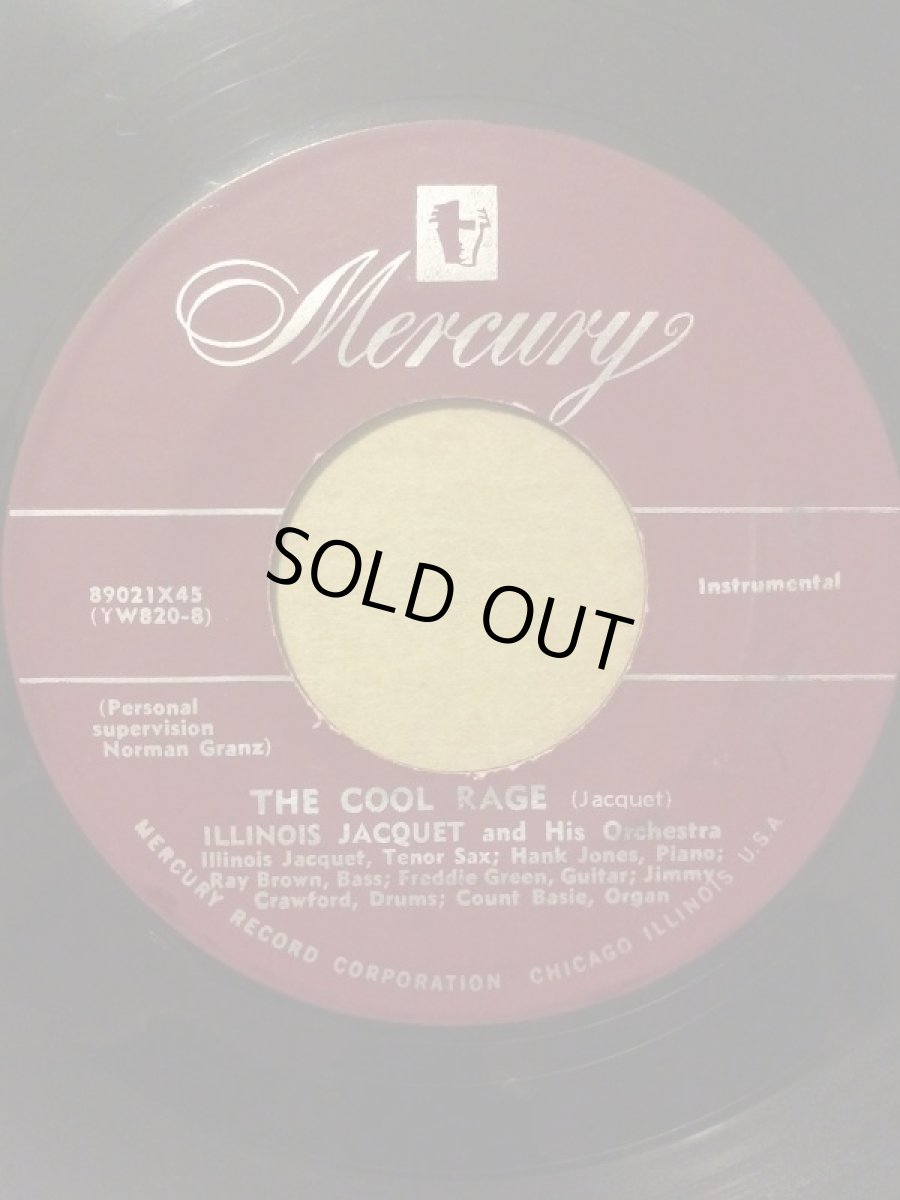 Mercury
89021X45
(YW820-8)
Instrumental
SOLD OUT
(Personal
supervision
Norman Granz)
THE COOL RAGE (Jacquet)
ILLINOIS JACQUET and His Orchestra
Illinois Jacquet, Tenor Sax; Hank Jones, Piano;
Ray Brown, Bass; Freddie Green, Guitar; Jimmy
Crawford, Drums; Count Basie, Organ
MERCURY RECORD CORPORATION CHICAGO ILLINOIS U.S.A